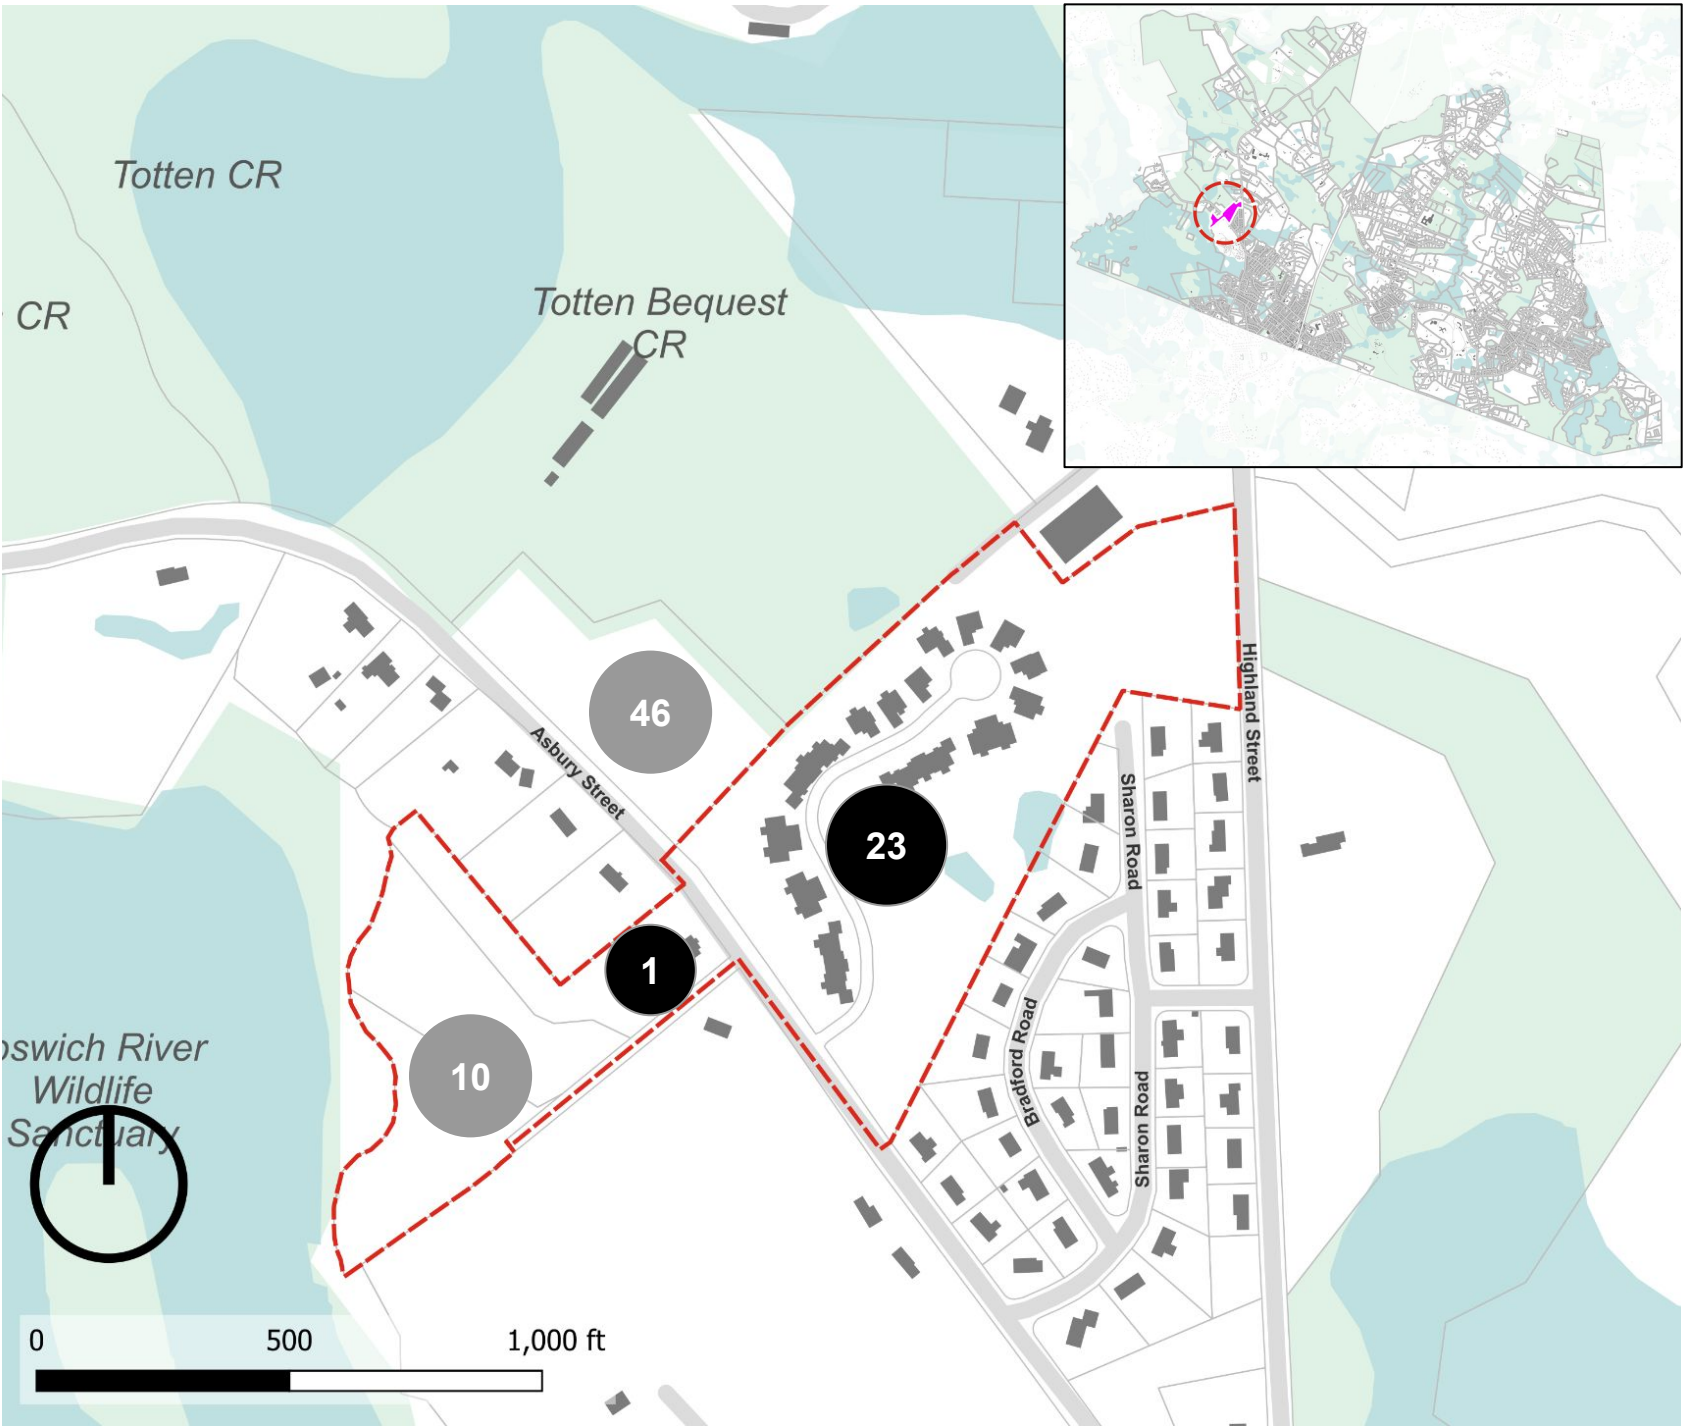 Totten CR
CR
Totten Bequest
CR
46
Asbury Street
Highland Street
Sharon Road
23
1
10
Bradford Road
Sharon Road
pswich River
Wildlife
Sanctuary
0 500 1,000 ft